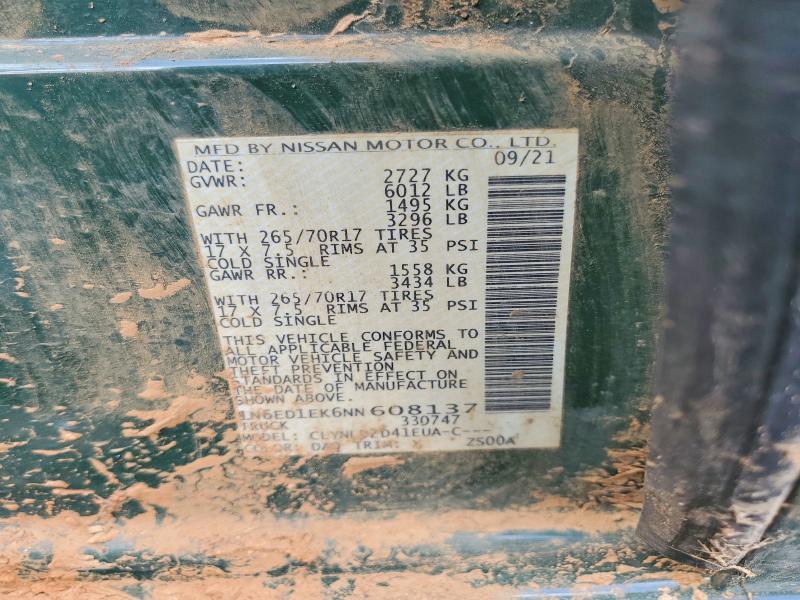 MFD BY NISSAN MOTOR CO., LTD.
DATE: 09/21
GVWR: 2727 KG
6012 LB
GAWR FR.: 1495 KG
3296 LB
WITH 265/70R17 TIRES
17 X 7.5 RIMS AT 35 PSI
COLD SINGLE
GAWR RR.: 1558 KG
3434 LB
WITH 265/70R17 TIRES
17 X 7.5 RIMS AT 35 PSI
COLD SINGLE
THIS VEHICLE CONFORMS TO
ALL APPLICABLE FEDERAL
MOTOR VEHICLE SAFETY AND
THEFT PREVENTION
STANDARDS IN EFFECT ON
THE DATE OF MANUFACTURE
SHOWN ABOVE.
1N6ED1EK6NN608137
TRUCK 330747
MODEL:
COLOR: DAQ TRIM: ZS00A